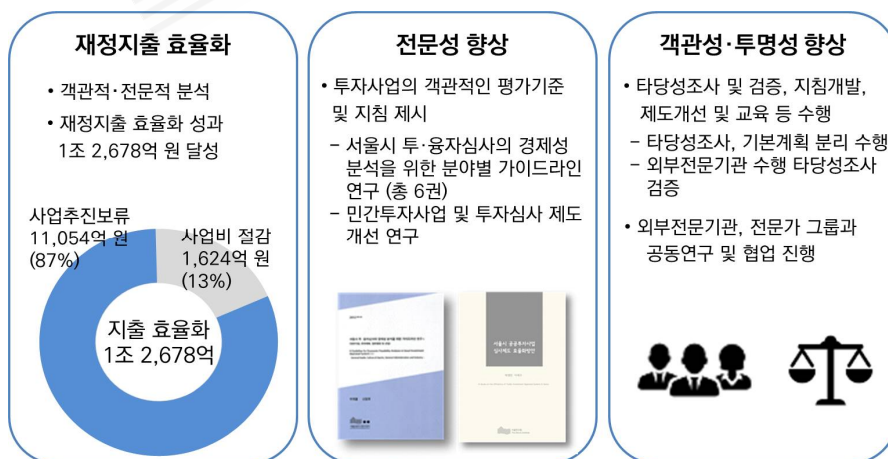 재정지출 효율화
• 객관적·전문적 분석
• 재정지출 효율화 성과
1조 2,678억 원 달성
사업추진보류
11,054억 원
(87%)
사업비 절감
1,624억 원
(13%)
지출 효율화
1조 2,678억
전문성 향상
• 투자사업의 객관적인 평가기준
및 지침 제시
- 서울시 투·융자심사의 경제성
분석을 위한 분야별 가이드라인
연구 (총 6권)
- 민간투자사업 및 투자심사 제도
개선 연구
서울시 공공투자사업
심사제도 효율화방안
객관성·투명성 향상
• 타당성조사 및 검증, 지침개발,
제도개선 및 교육 등 수행
- 타당성조사, 기본계획 분리 수행
- 외부전문기관 수행 타당성조사
검증
• 외부전문기관, 전문가 그룹과
공동연구 및 협업 진행